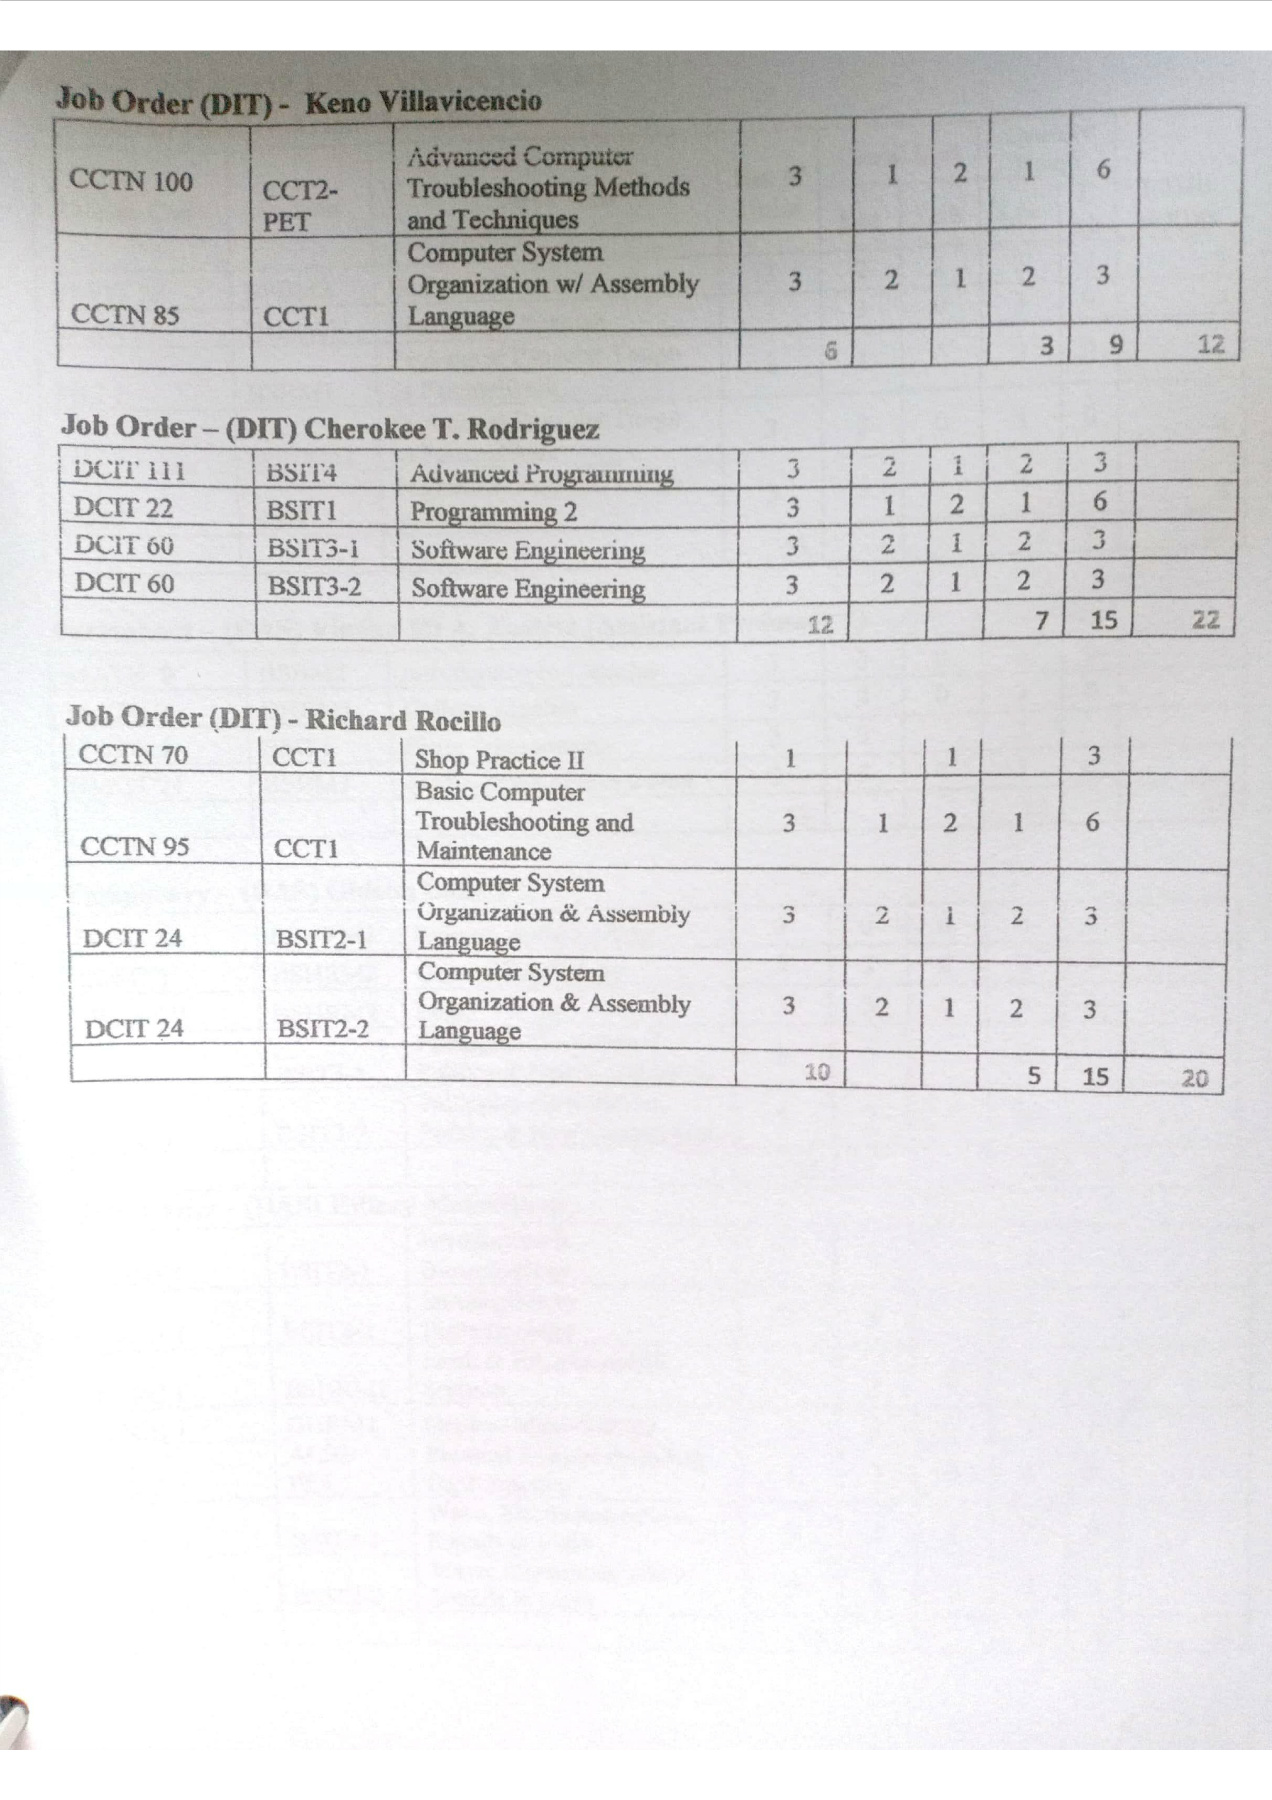 Job Order (DIT) - Keno Villavicencio
CCTN 100 CCT2-PET Advanced Computer Troubleshooting Methods and Techniques 3 1 2 1 6
CCTN 85 CCT1 Computer System Organization w/ Assembly Language 3 2 1 2 3
6 3 9 12
Job Order – (DIT) Cherokee T. Rodriguez
DCIT 111 BSIT4 Advanced Programming 3 2 1 2 3
DCIT 22 BSIT1 Programming 2 3 1 2 1 6
DCIT 60 BSIT3-1 Software Engineering 3 2 1 2 3
DCIT 60 BSIT3-2 Software Engineering 3 2 1 2 3
12 7 15 22
Job Order (DIT) - Richard Rocillo
CCTN 70 CCT1 Shop Practice II 1 1 3
CCTN 95 CCT1 Basic Computer Troubleshooting and Maintenance 3 1 2 1 6
DCIT 24 BSIT2-1 Computer System Organization & Assembly Language 3 2 1 2 3
DCIT 24 BSIT2-2 Computer System Organization & Assembly Language 3 2 1 2 3
10 5 15 20